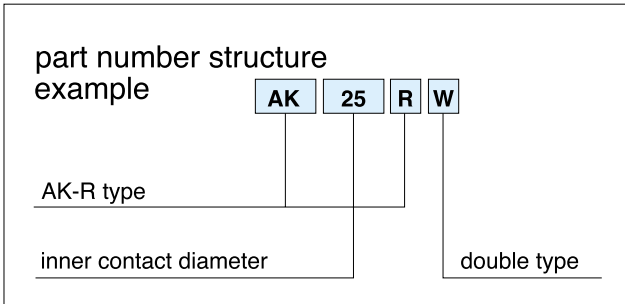 part number structure
example
AK 25 R W
AK-R type
inner contact diameter
double type